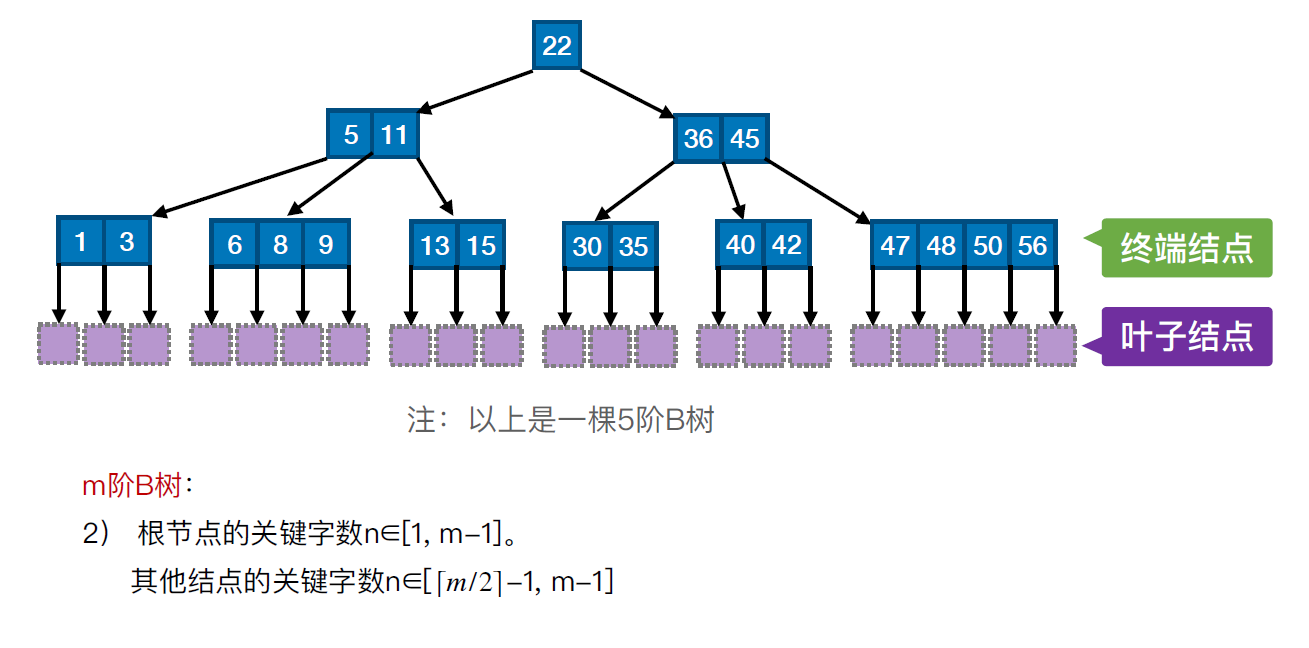 22
5 11
36 45
1 3
6 8 9
13 15
30 35
40 42
47 48 50 56
终端结点
叶子结点
注：以上是一棵5阶B树
m阶B树：
2） 根节点的关键字数n∈[1, m–1]。
其他结点的关键字数n∈[⌈m/2⌉–1, m–1]